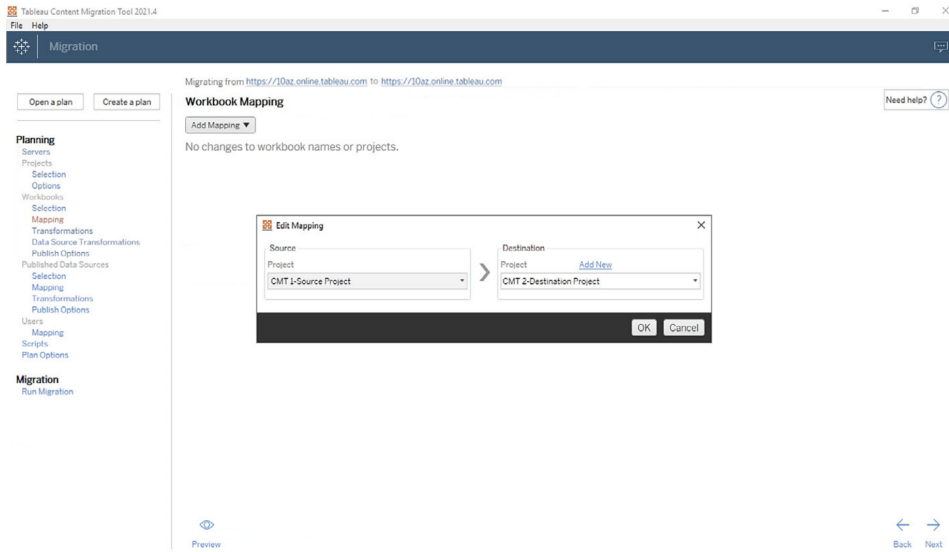 Tableau Content Migration Tool 2021.4
File Help
Migration
Migrating from https://10az.online.tableau.com to https://10az.online.tableau.com
Open a plan
Create a plan
Planning
Servers
Projects
Selection
Options
Workbooks
Selection
Mapping
Transformations
Data Source Transformations
Publish Options
Published Data Sources
Selection
Mapping
Transformations
Publish Options
Users
Mapping
Scripts
Plan Options
Migration
Run Migration
Workbook Mapping
Need help? ?
Add Mapping ▼
No changes to workbook names or projects.
Edit Mapping
Source
Project
CMT 1-Source Project
Destination
Project Add New
CMT 2-Destination Project
OK Cancel
Preview
Back Next